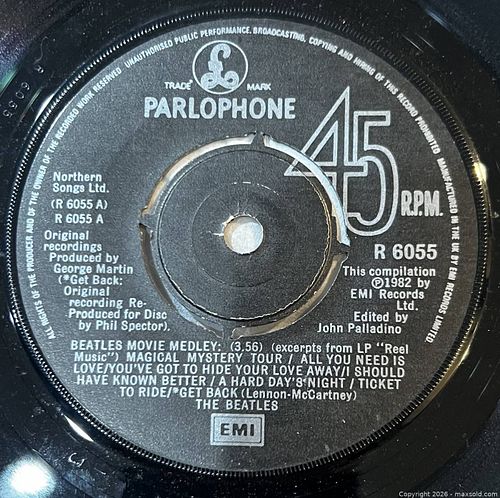 ALL RIGHTS OF THE PRODUCER AND OF THE OWNER OF THE RECORDED WORK RESERVED UNAUTHORISED PUBLIC PERFORMANCE, BROADCASTING, COPYING AND HIRING OF THIS RECORD PROHIBITED MANUFACTURED IN THE UK BY EMI RECORDS LIMITED
R 6055
£
TRADE MARK
PARLOPHONE
45
R.P.M.
Northern
Songs Ltd.
(R 6055 A)
R 6055 A
Original
recordings
Produced by
George Martin
(*Get Back:
Original
recording Re-
Produced for Disc
by Phil Spector).
R 6055
This compilation
℗1982 by
EMI Records
Ltd.
Edited by
John Palladino
BEATLES MOVIE MEDLEY: (3.56) (excerpts from LP "Reel
Music") MAGICAL MYSTERY TOUR / ALL YOU NEED IS
LOVE/YOU'VE GOT TO HIDE YOUR LOVE AWAY/I SHOULD
HAVE KNOWN BETTER / A HARD DAY'S NIGHT / TICKET
TO RIDE/*GET BACK (Lennon-McCartney)
THE BEATLES
EMI
Copyright 2026 - maxsold.com